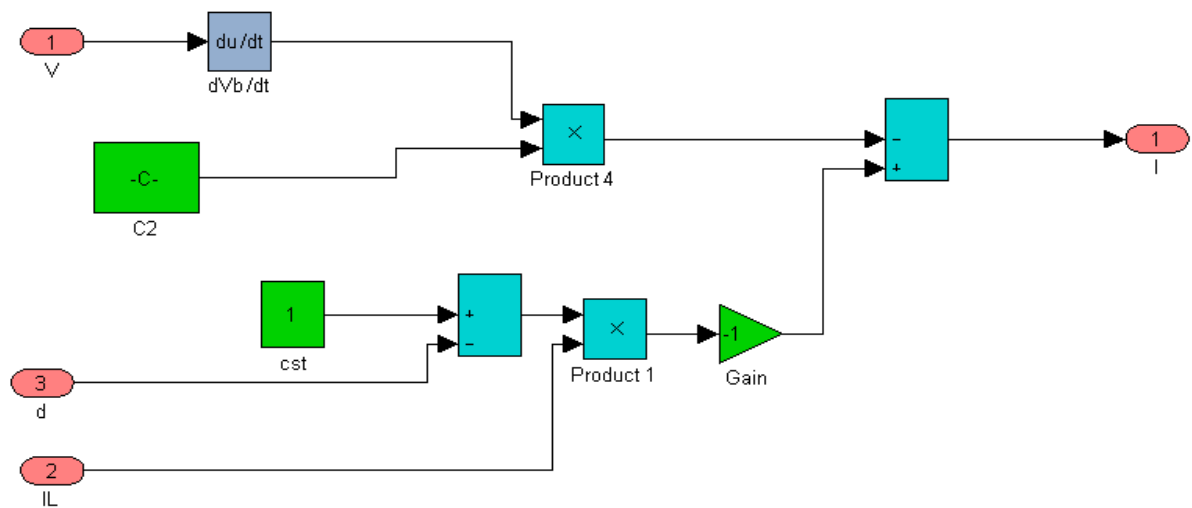 1
V
du/dt
dVb/dt
-C-
C2
×
Product 4
−
+
1
I
1
cst
+
−
×
Product 1
-1
Gain
3
d
2
IL